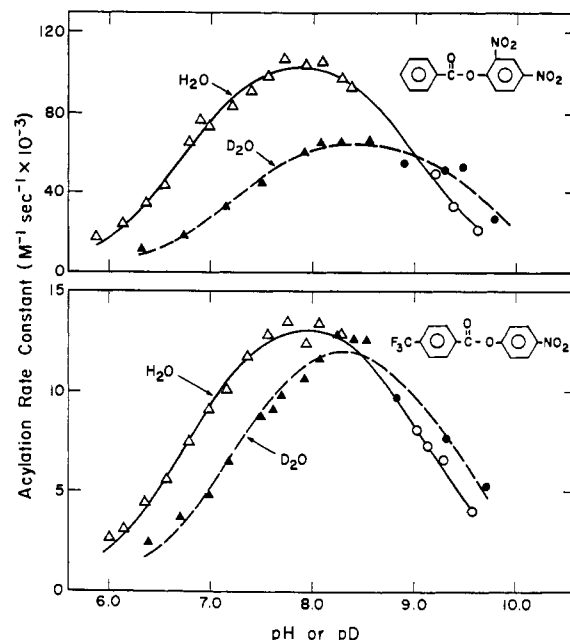 120
80
40
0
H₂O
D₂O
O
C
O
NO₂
NO₂
Acylation Rate Constant (M⁻¹ sec⁻¹ × 10⁻³)
15
10
5
0
H₂O
D₂O
F₃C
O
C
O
NO₂
6.0 7.0 8.0 9.0 10.0
pH or pD